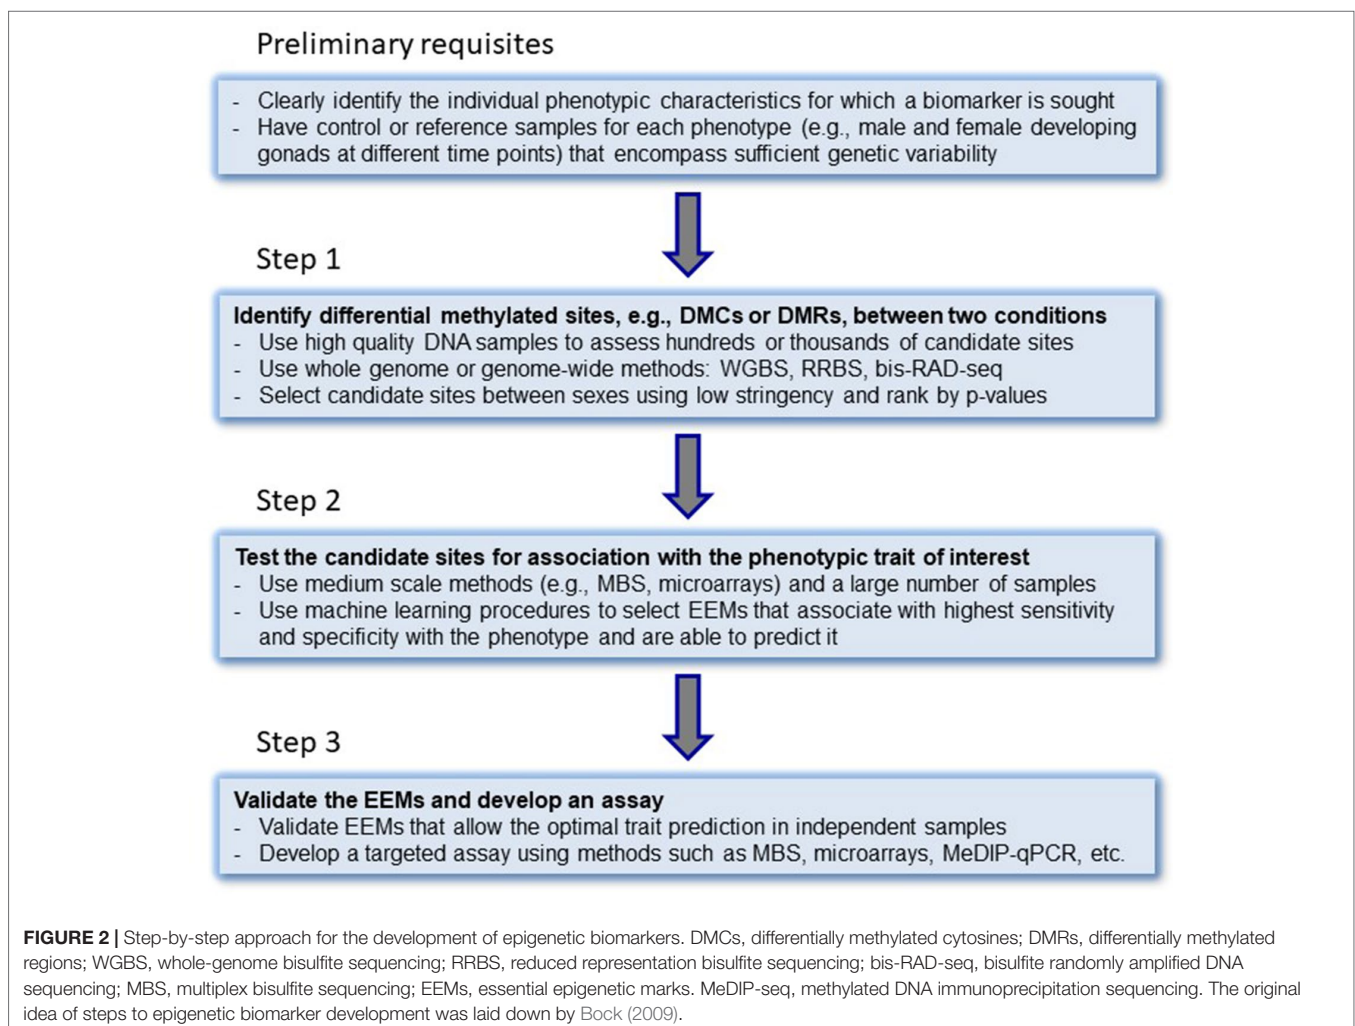 Preliminary requisites
- Clearly identify the individual phenotypic characteristics for which a biomarker is sought
- Have control or reference samples for each phenotype (e.g., male and female developing
gonads at different time points) that encompass sufficient genetic variability
Step 1
Identify differential methylated sites, e.g., DMCs or DMRs, between two conditions
- Use high quality DNA samples to assess hundreds or thousands of candidate sites
- Use whole genome or genome-wide methods: WGBS, RRBS, bis-RAD-seq
- Select candidate sites between sexes using low stringency and rank by p-values
Step 2
Test the candidate sites for association with the phenotypic trait of interest
- Use medium scale methods (e.g., MBS, microarrays) and a large number of samples
- Use machine learning procedures to select EEMs that associate with highest sensitivity
and specificity with the phenotype and are able to predict it
Step 3
Validate the EEMs and develop an assay
- Validate EEMs that allow the optimal trait prediction in independent samples
- Develop a targeted assay using methods such as MBS, microarrays, MeDIP-qPCR, etc.
FIGURE 2 | Step-by-step approach for the development of epigenetic biomarkers. DMCs, differentially methylated cytosines; DMRs, differentially methylated
regions; WGBS, whole-genome bisulfite sequencing; RRBS, reduced representation bisulfite sequencing; bis-RAD-seq, bisulfite randomly amplified DNA
sequencing; MBS, multiplex bisulfite sequencing; EEMs, essential epigenetic marks. MeDIP-seq, methylated DNA immunoprecipitation sequencing. The original
idea of steps to epigenetic biomarker development was laid down by Bock (2009).